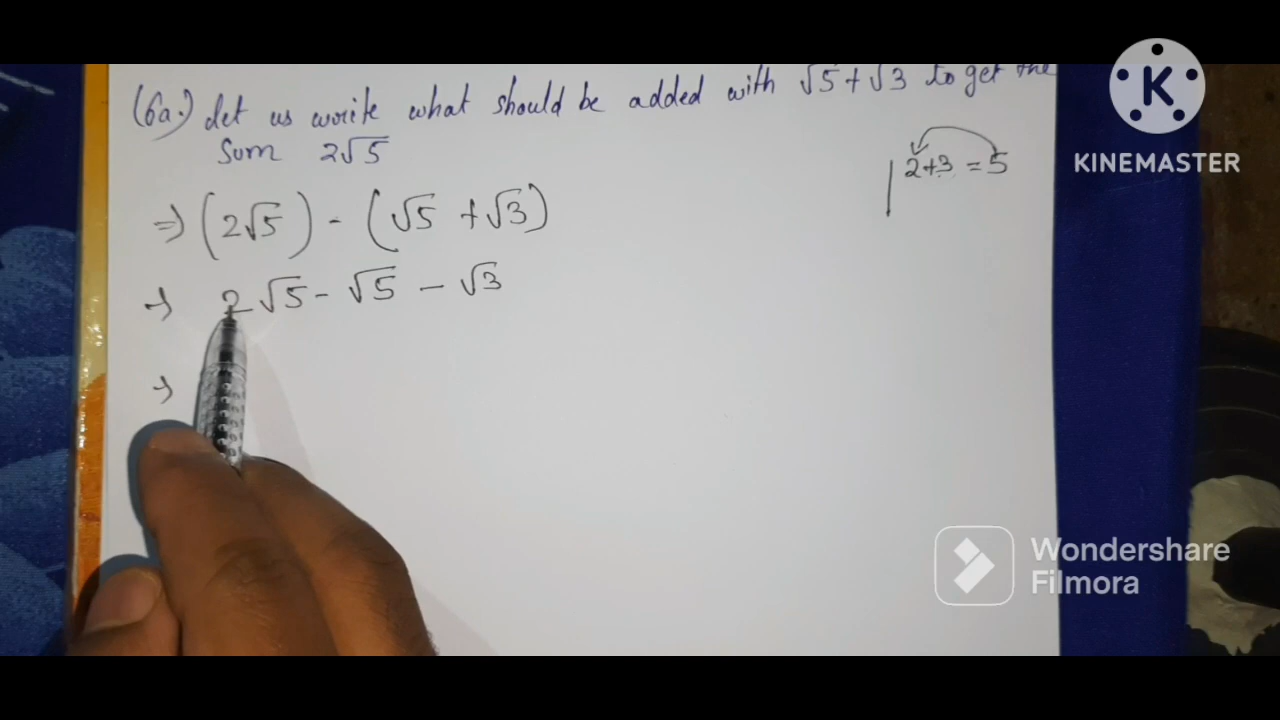 (6a.) Let us write what should be added with √5 + √3 to get the
Sum 2√5
⇒ (2√5) - (√5 + √3)
→ 2√5 - √5 - √3
→
2+3 = 5
KINEMASTER
Wondershare
Filmora